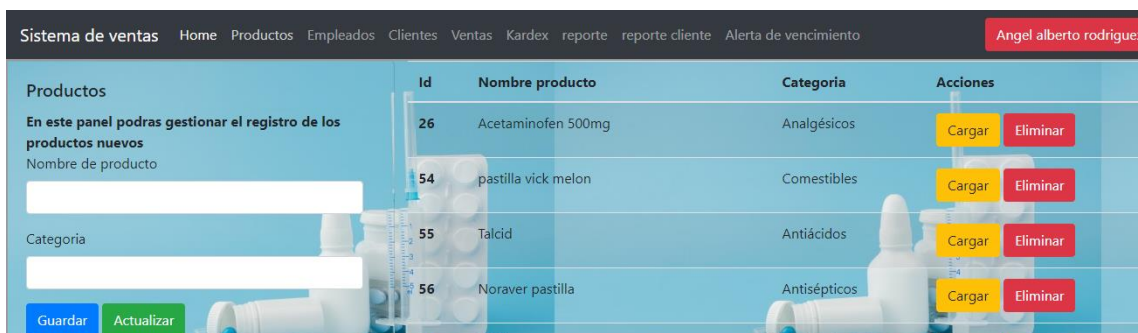 Sistema de ventas Home Productos Empleados Clientes Ventas Kardex reporte reporte cliente Alerta de vencimiento Angel alberto rodriguez
Productos
En este panel podras gestionar el registro de los
productos nuevos
Nombre de producto
Categoria
Guardar Actualizar
Id Nombre producto Categoria Acciones
26 Acetaminofen 500mg Analgésicos Cargar Eliminar
54 pastilla vick melon Comestibles Cargar Eliminar
55 Talcid Antiácidos Cargar Eliminar
56 Noraver pastilla Antisépticos Cargar Eliminar